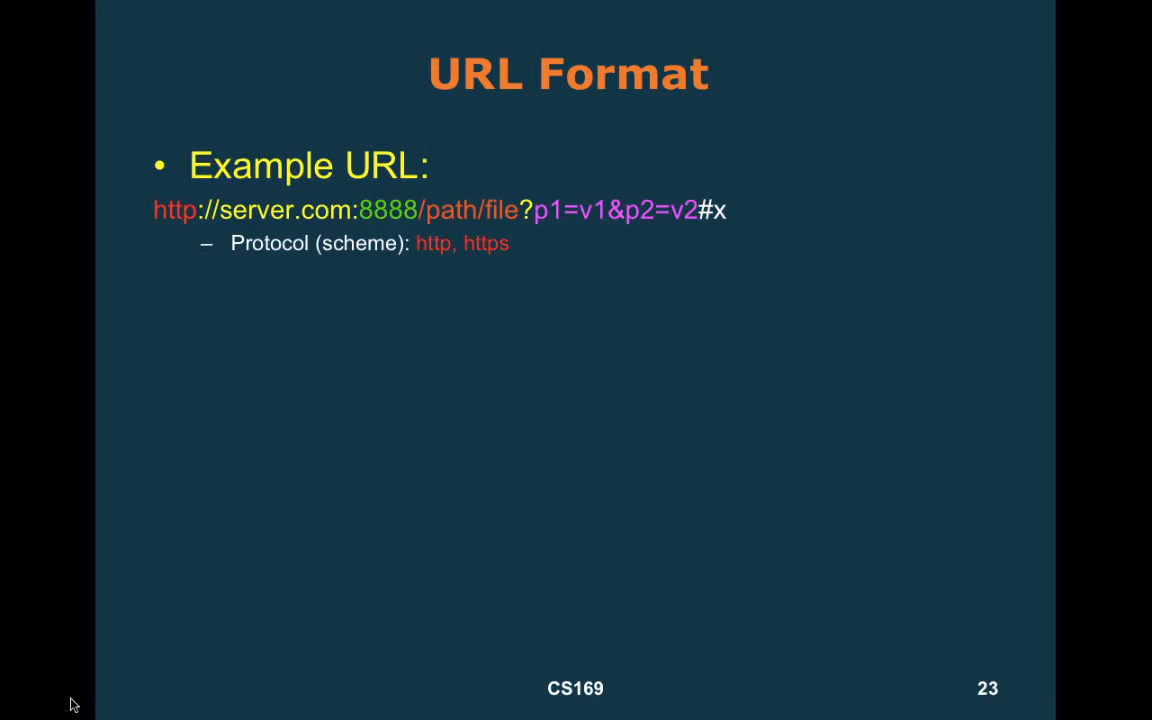 URL Format
• Example URL:
http://server.com:8888/path/file?p1=v1&p2=v2#x
– Protocol (scheme): http, https
CS169
23